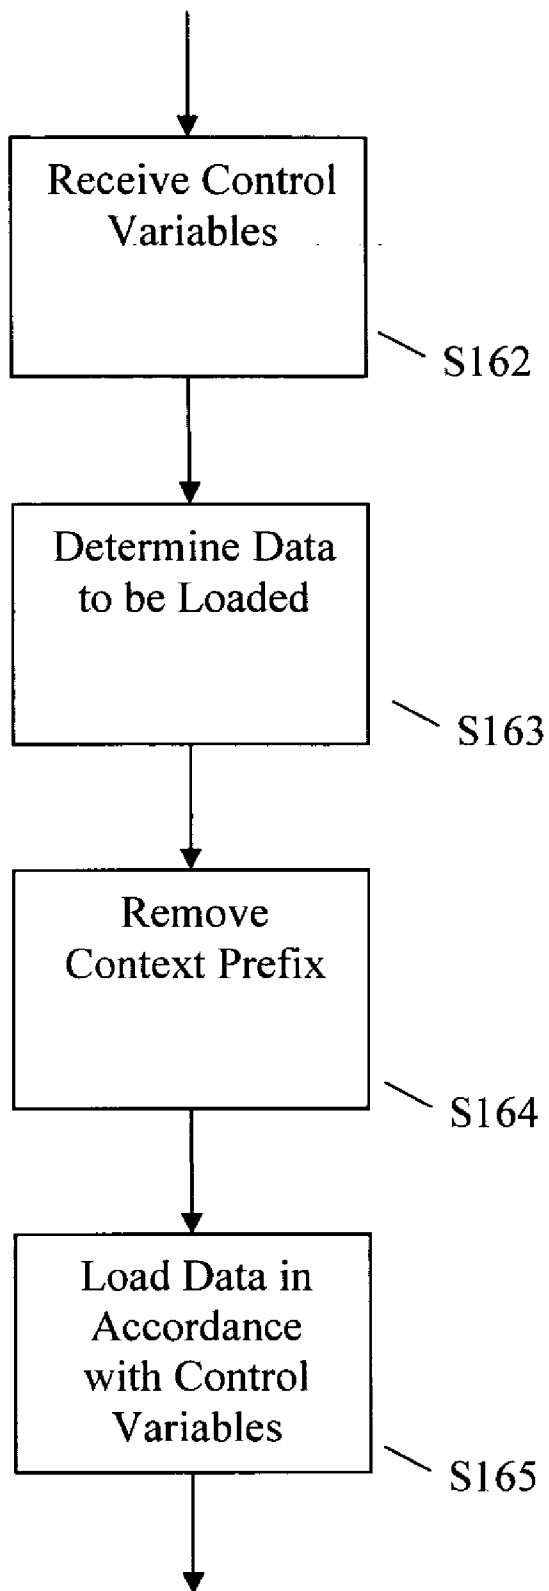 Receive Control
Variables
S162
Determine Data
to be Loaded
S163
Remove
Context Prefix
S164
Load Data in
Accordance
with Control
Variables
S165